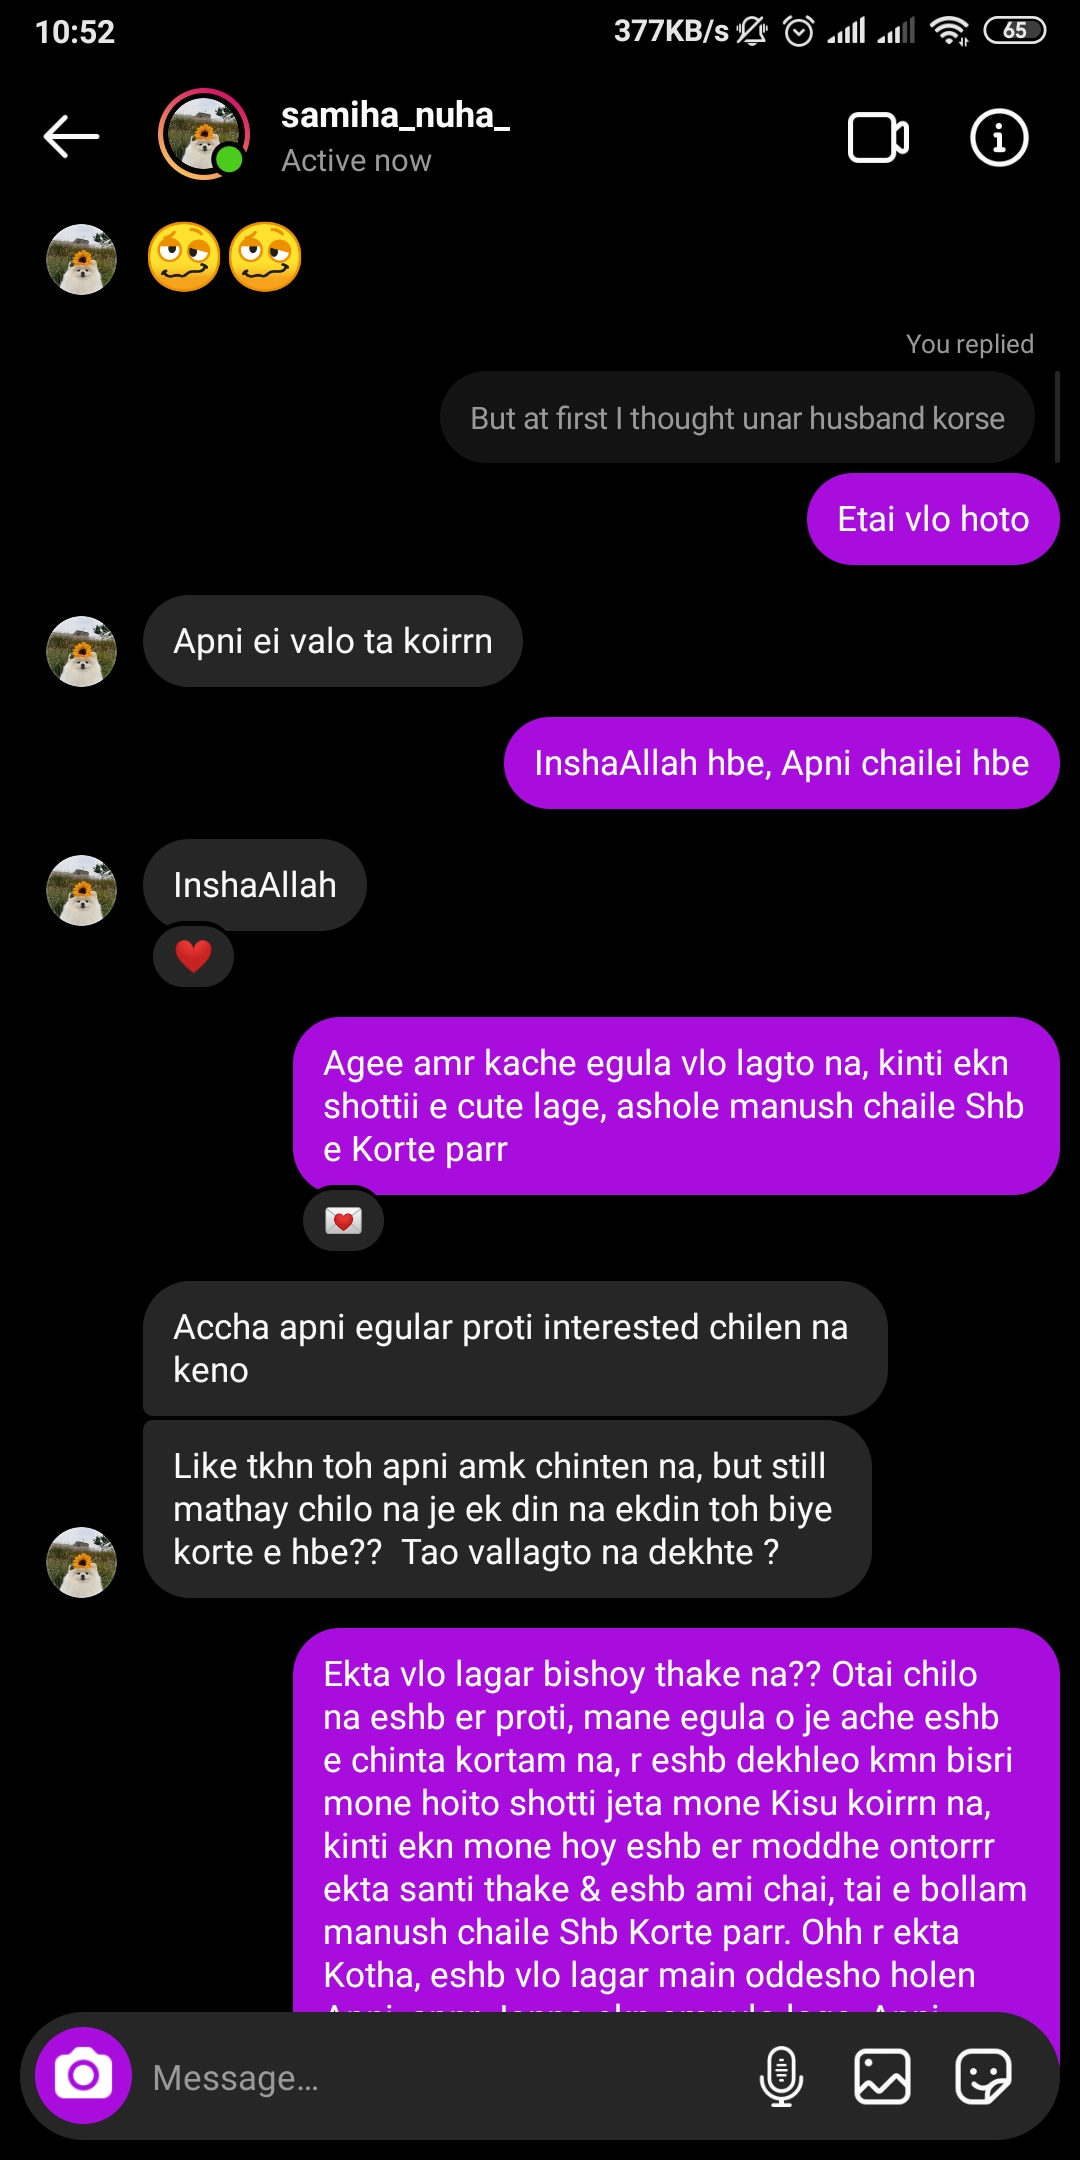 10:52
377KB/s
65
samiha_nuha_
Active now
You replied
But at first I thought unar husband korse
Etai vlo hoto
Apni ei valo ta koirrn
InshaAllah hbe, Apni chailei hbe
InshaAllah
Agee amr kache egula vlo lagto na, kinti ekn
shottii e cute lage, ashole manush chaile Shb
e Korte parr
Accha apni egular proti interested chilen na
keno
Like tkhn toh apni amk chinten na, but still
mathay chilo na je ek din na ekdin toh biye
korte e hbe??  Tao vallagto na dekhte ?
Ekta vlo lagar bishoy thake na?? Otai chilo
na eshb er proti, mane egula o je ache eshb
e chinta kortam na, r eshb dekhleo kmn bisri
mone hoito shotti jeta mone Kisu koirrn na,
kinti ekn mone hoy eshb er moddhe ontorrr
ekta santi thake & eshb ami chai, tai e bollam
manush chaile Shb Korte parr. Ohh r ekta
Kotha, eshb vlo lagar main oddesho holen
Message...